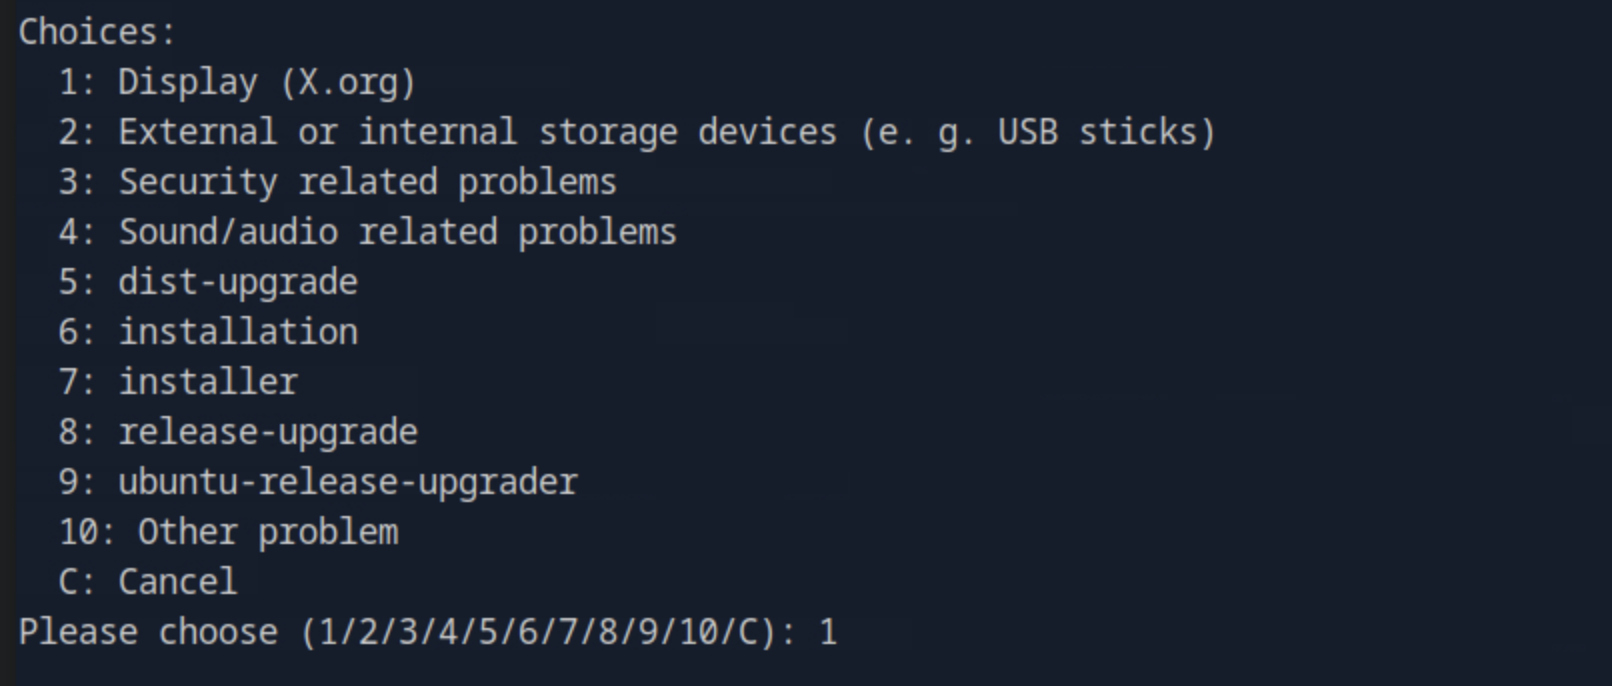 Choices:
1: Display (X.org)
2: External or internal storage devices (e. g. USB sticks)
3: Security related problems
4: Sound/audio related problems
5: dist-upgrade
6: installation
7: installer
8: release-upgrade
9: ubuntu-release-upgrader
10: Other problem
C: Cancel
Please choose (1/2/3/4/5/6/7/8/9/10/C): 1